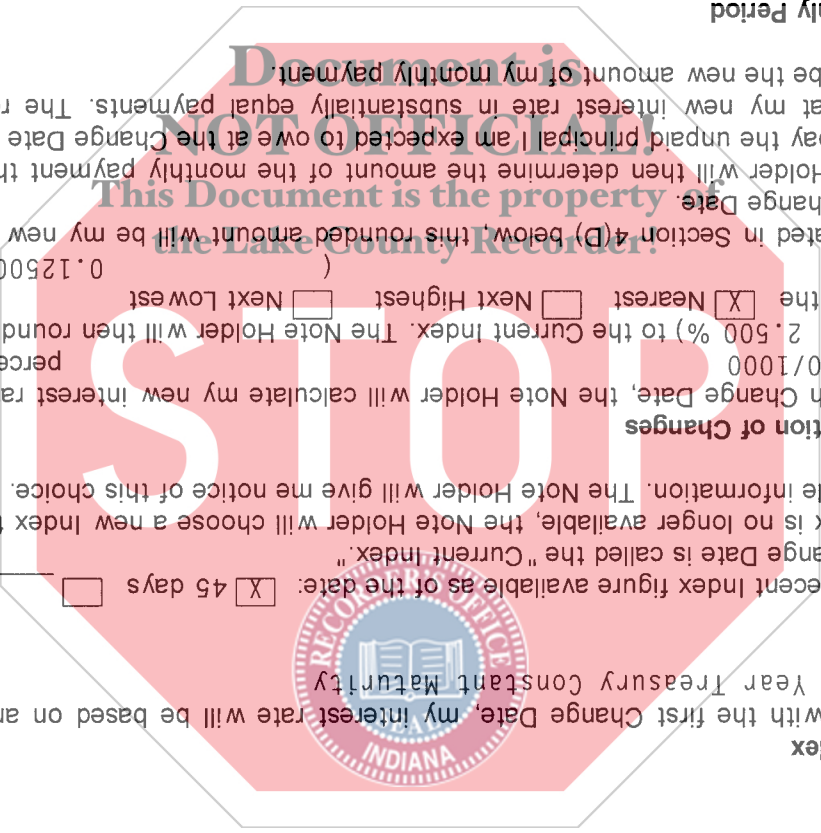 dex
with the first Change Date, my interest rate will be based on an
Year Treasury Constant Maturity
ecent Index figure available as of the date: [X] 45 days [ ]
ange Date is called the "Current Index."
x is no longer available, the Note Holder will choose a new Index
le information. The Note Holder will give me notice of this choice.
tion of Changes
h Change Date, the Note Holder will calculate my new interest ra
0/1000 perce
2.500 %) to the Current Index. The Note Holder will then round
the [X] Nearest [ ] Next Highest [ ] Next Lowest
( 0.12500
ated in Section 4(D) below, this rounded amount will be my new
hange Date.
Holder will then determine the amount of the monthly payment th
pay the unpaid principal I am expected to owe at the Change Date
at my new interest rate in substantially equal payments. The r
be the new amount of my monthly payment.
hly Period
Document is
NOT OFFICIAL!
This Document is the property of
the Lake County Recorder!
STOP
RECORDER'S OFFICE
SEAL
INDIANA